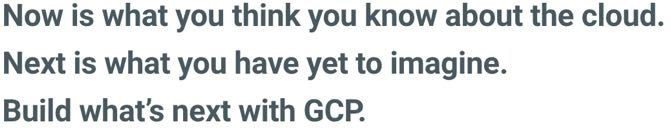 Now is what you think you know about the cloud.
Next is what you have yet to imagine.
Build what’s next with GCP.